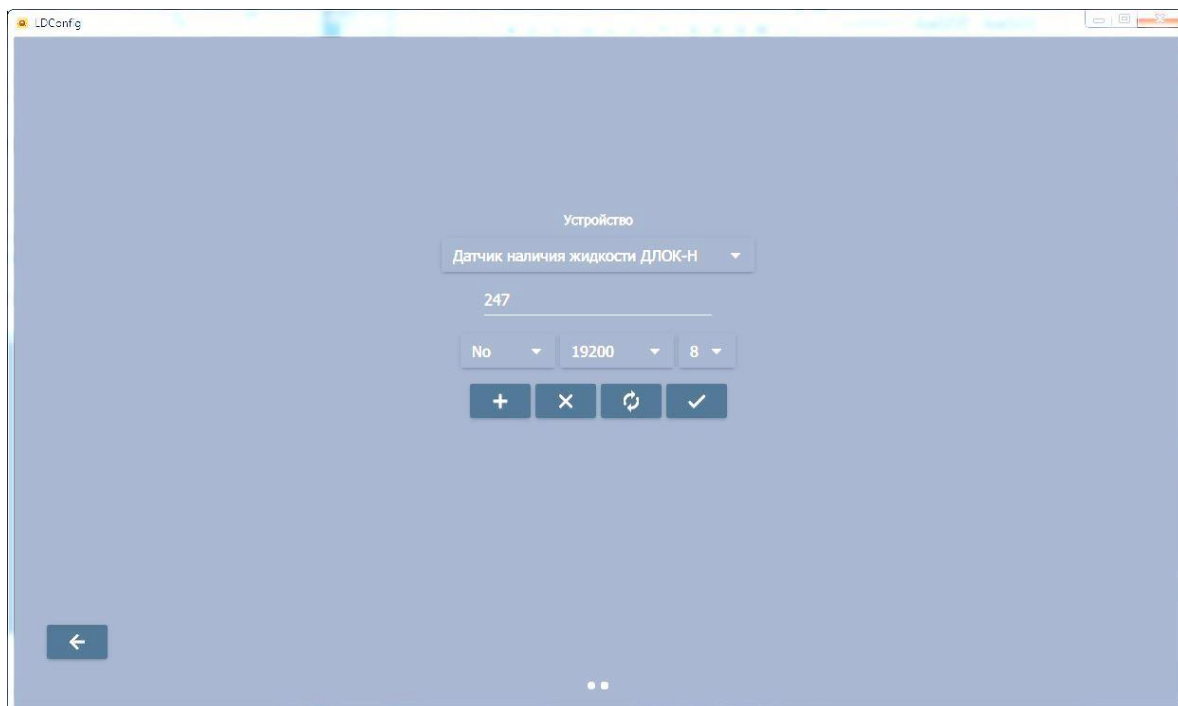 LDConfig
Устройство
Датчик наличия жидкости ДЛОК-Н
247
No 19200 8